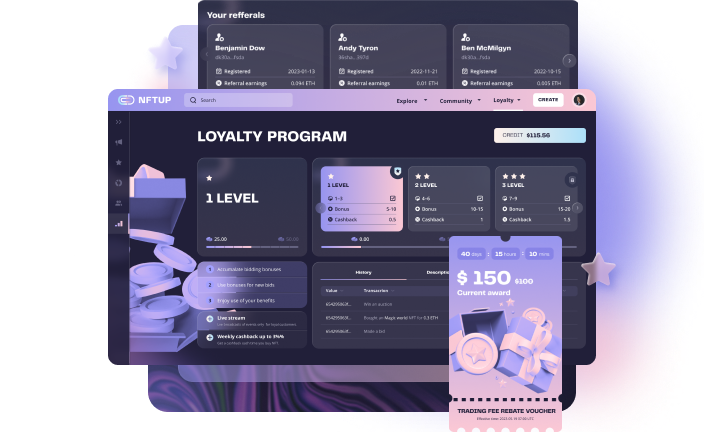 Your refferals
Benjamin Dow
Andy Tyron
Ben McMilgyn
Registered 2023-01-13
Registered 2022-11-21
Registered 2022-10-15
Referral earnings 0.094 ETH
Referral earnings 0.01 ETH
Referral earnings 0.005 ETH
NFTUP
Search
Explore
Community
Loyalty
CREATE
LOYALTY PROGRAM
CREDIT $115.56
1 LEVEL
25.00
50.00
1 LEVEL
1-3
Bonus 5-10
Cashback 0.5
2 LEVEL
4-6
Bonus 10-15
Cashback 1
3 LEVEL
7-9
Bonus 15-20
Cashback 1.5
0.00
1 Accumulate bidding bonuses
2 Use bonuses for new bids
3 Enjoy use of your benefits
Live stream
Weekly cashback up to 3%%
History
Value
Transaction
Win an auction
Bought an Magic world NFT for 0.3 ETH
Made a bid
40 days : 15 hours : 10 mins
$ 150 $100
Current award
TRADING FEE REBATE VOUCHER